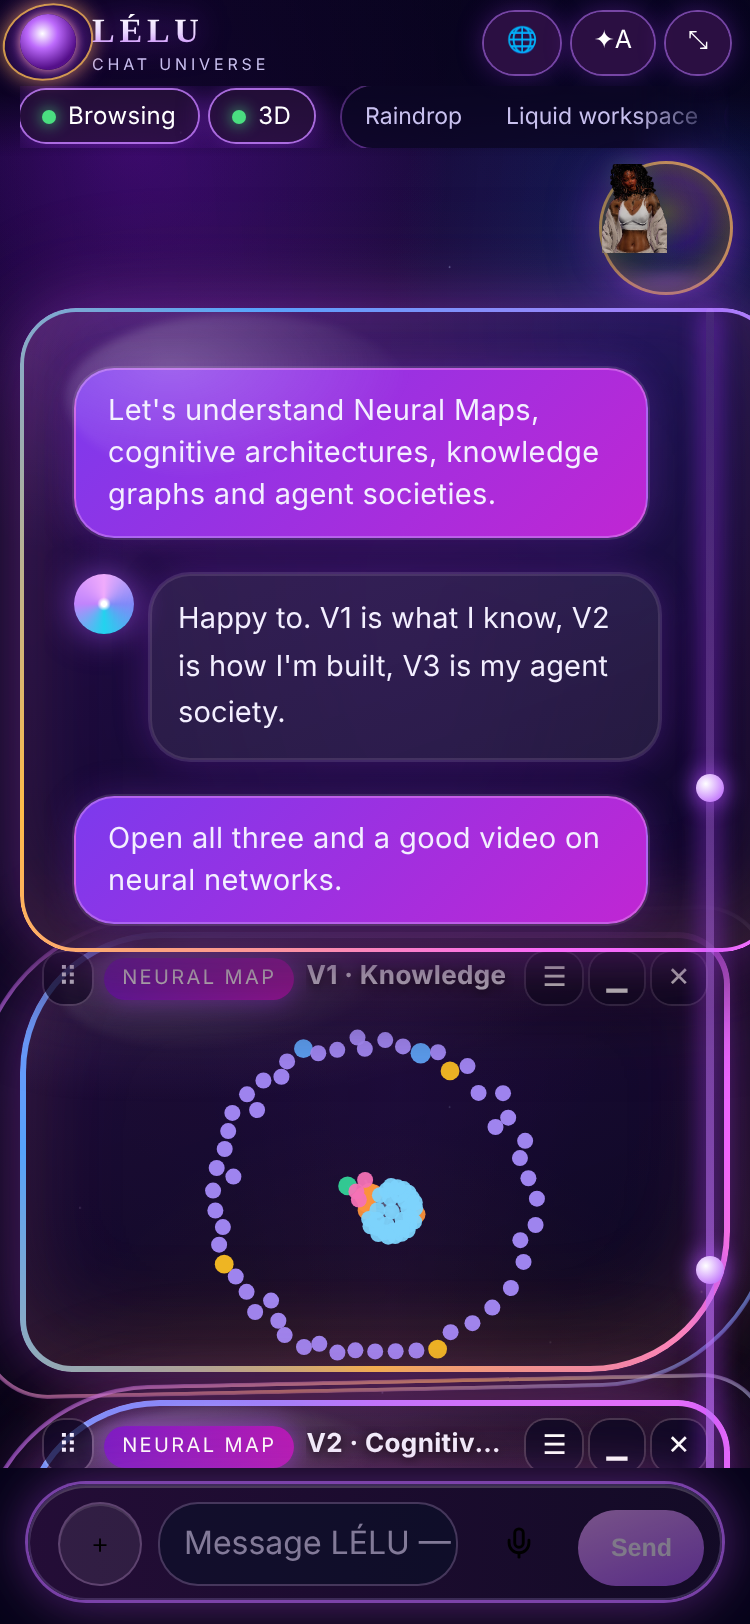 LÉLU
CHAT UNIVERSE
✦A
Browsing
3D
Raindrop
Liquid workspace
Let's understand Neural Maps,
cognitive architectures, knowledge
graphs and agent societies.
Happy to. V1 is what I know, V2
is how I'm built, V3 is my agent
society.
Open all three and a good video on
neural networks.
NEURAL MAP
V1 · Knowledge
NEURAL MAP
V2 · Cognitiv...
Message LÉLU —
Send